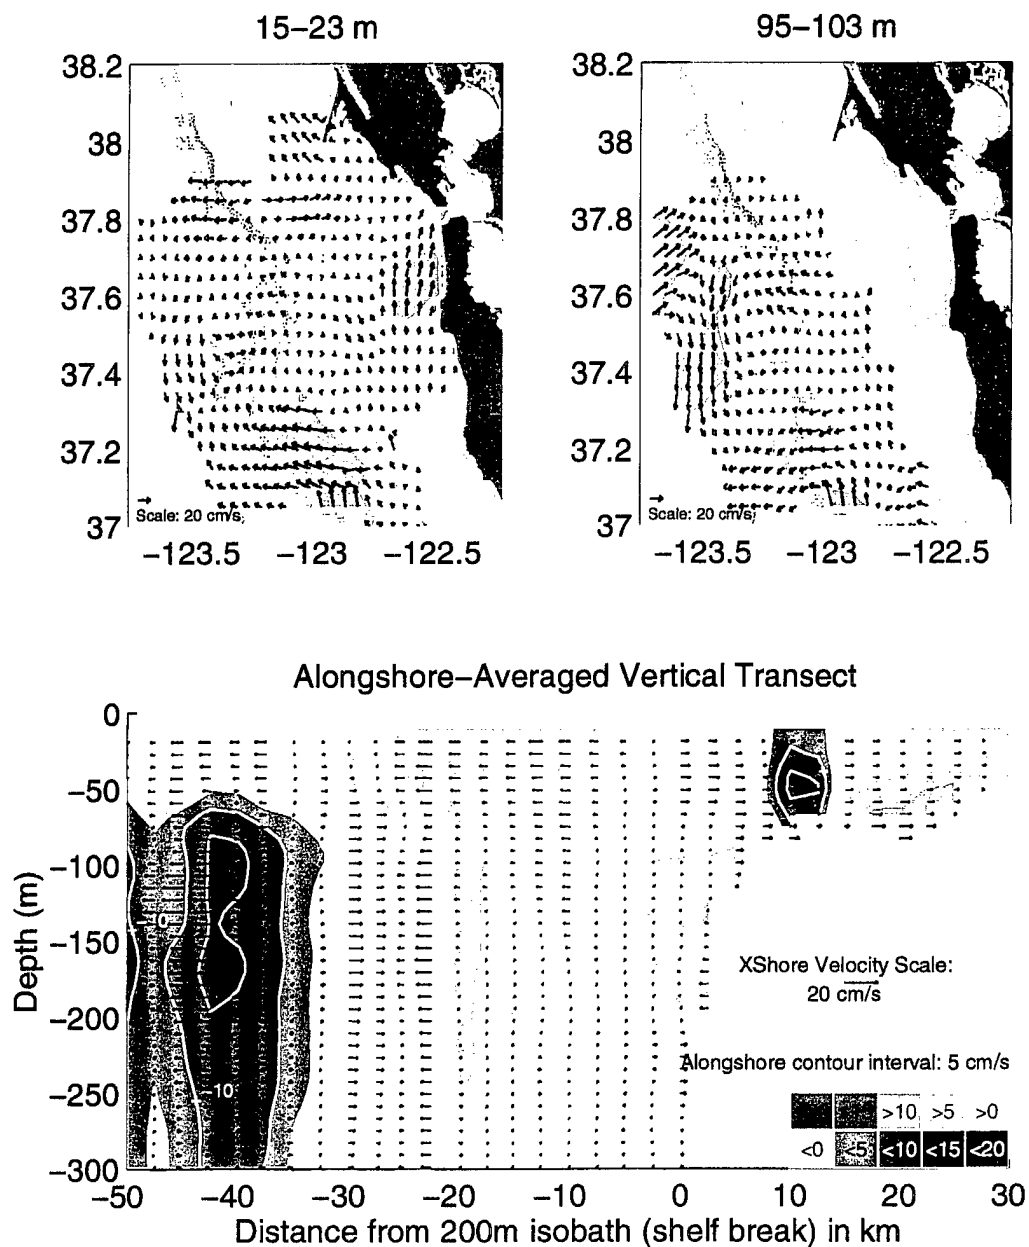 15–23 m
95–103 m
38.2
38
37.8
37.6
37.4
37.2
37
Scale: 20 cm/s
−123.5 −123 −122.5
38.2
38
37.8
37.6
37.4
37.2
37
Scale: 20 cm/s
−123.5 −123 −122.5
Alongshore–Averaged Vertical Transect
Depth (m)
0
−50
−100
−150
−200
−250
−300
−10
XShore Velocity Scale:
20 cm/s
Alongshore contour interval: 5 cm/s
>10 >5 >0
<0 <5 <10 <15 <20
−50 −40 −30 −20 −10 0 10 20 30
Distance from 200m isobath (shelf break) in km